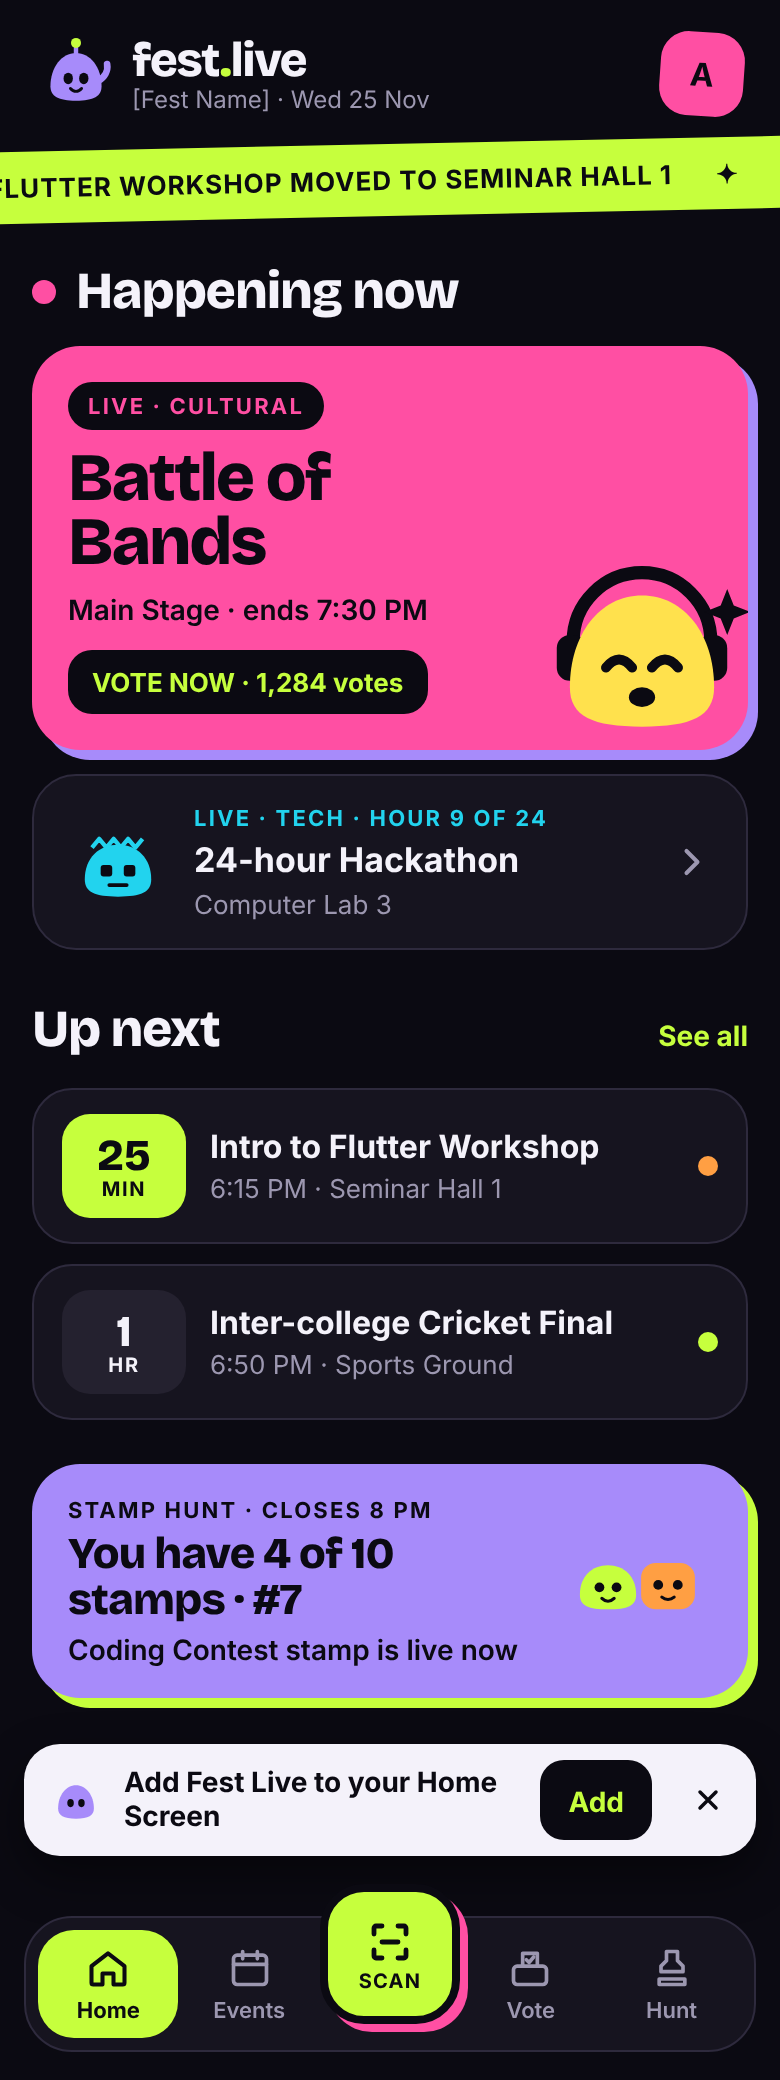 fest.live
[Fest Name] · Wed 25 Nov
A
FLUTTER WORKSHOP MOVED TO SEMINAR HALL 1 ✦
Happening now
LIVE · CULTURAL
Battle of
Bands
Main Stage · ends 7:30 PM
VOTE NOW · 1,284 votes
LIVE · TECH · HOUR 9 OF 24
24-hour Hackathon
Computer Lab 3
Up next
See all
25
MIN
Intro to Flutter Workshop
6:15 PM · Seminar Hall 1
1
HR
Inter-college Cricket Final
6:50 PM · Sports Ground
STAMP HUNT · CLOSES 8 PM
You have 4 of 10
stamps · #7
Coding Contest stamp is live now
Add Fest Live to your Home
Screen
Add
Home
Events
SCAN
Vote
Hunt